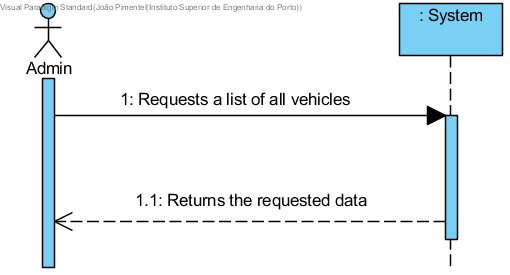 Visual Paradigm Standard(João Pimentel(Instituto Superior de Engenharia do Porto))
: System
Admin
1: Requests a list of all vehicles
1.1: Returns the requested data